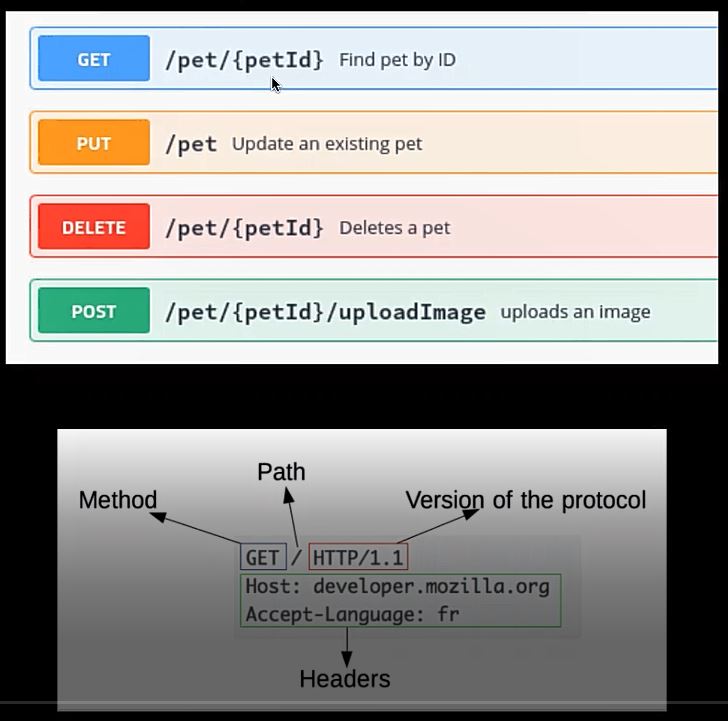 GET /pet/{petId} Find pet by ID
PUT /pet Update an existing pet
DELETE /pet/{petId} Deletes a pet
POST /pet/{petId}/uploadImage uploads an image
Path
Method Version of the protocol
GET / HTTP/1.1
Host: developer.mozilla.org
Accept-Language: fr
Headers